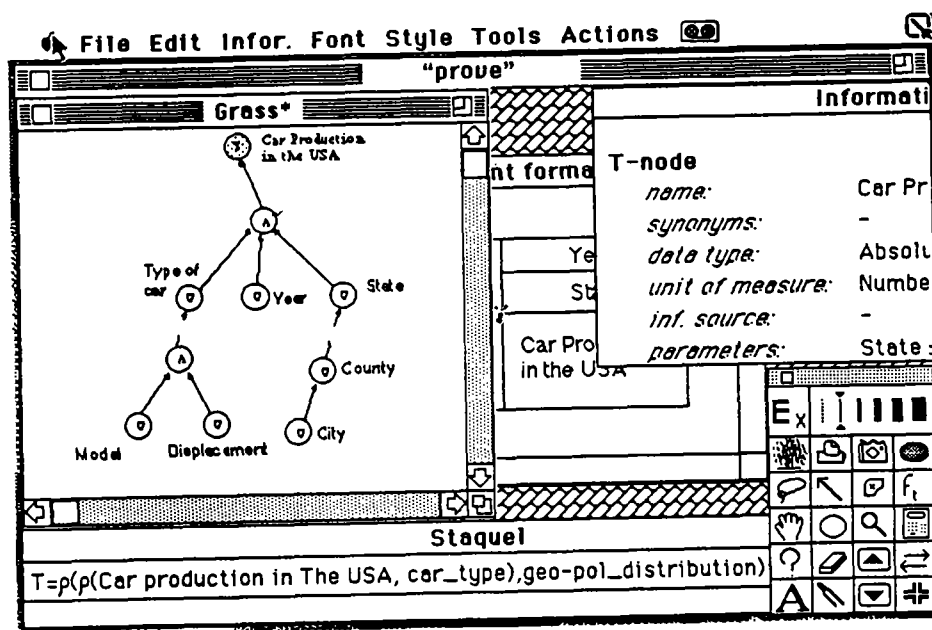 File Edit Infor. Font Style Tools Actions
"prove"
Grass*
Car Production
in the USA
Type of
car
Year
State
County
City
Model
Displacement
nt forma
Ye
St
Car Pro
in the USA
Informati
T-node
name: Car Pr
synonyms: -
data type: Absolu
unit of measure: Numbe
inf. source: -
parameters: State :
Ex
ft
A
Staquel
T=ρ(ρ(Car production in The USA, car_type),geo-pol_distribution)